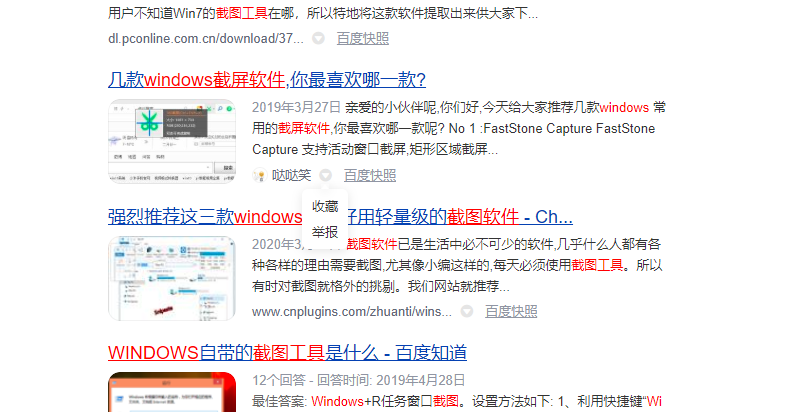 用户不知道Win7的截图工具在哪，所以特地将这款软件提取出来供大家下...
dl.pconline.com.cn/download/37... 百度快照
几款windows截屏软件,你最喜欢哪一款?
2019年3月27日 亲爱的小伙伴呢,你们好,今天给大家推荐几款windows 常
用的截屏软件,你最喜欢哪一款呢? No 1 :FastStone Capture FastStone
Capture 支持活动窗口截屏,矩形区域截屏...
哒哒笑 百度快照
收藏
举报
强烈推荐这三款windows 好用轻量级的截图软件 - Ch...
2020年3 截图软件已是生活中必不可少的软件,几乎什么人都有各
种各样的理由需要截图,尤其像小编这样的,每天必须使用截图工具。所以
有时对截图就格外的挑剔。我们网站就推荐...
www.cnplugins.com/zhuanti/wins... 百度快照
WINDOWS自带的截图工具是什么 - 百度知道
12个回答 - 回答时间: 2019年4月28日
最佳答案: Windows+R任务窗口截图。设置方法如下: 1、利用快捷键“Wi